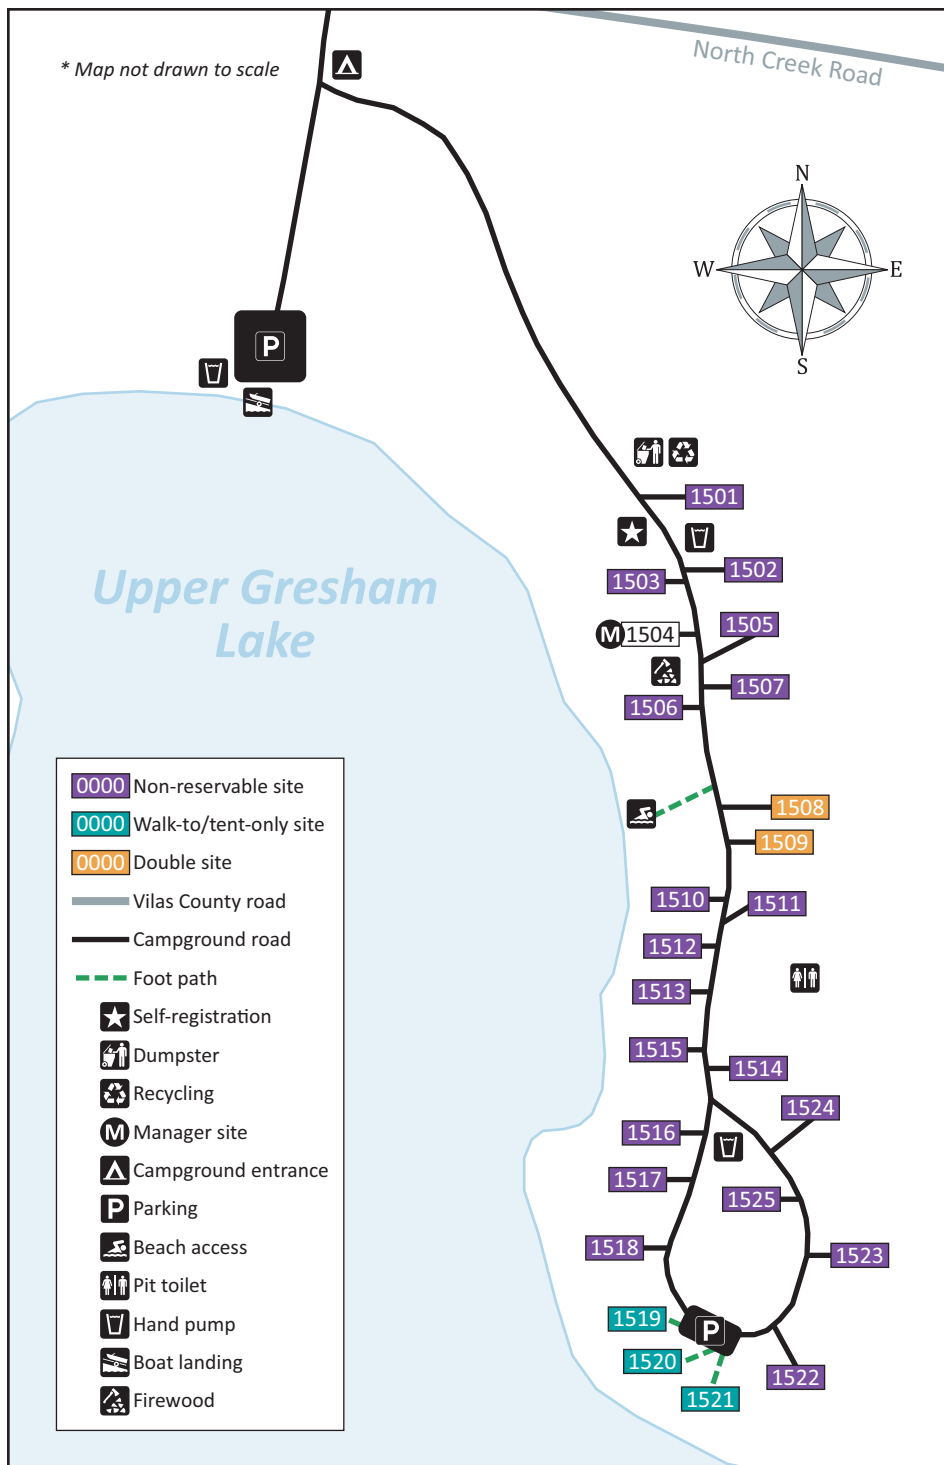 * Map not drawn to scale
North Creek Road
N
W
E
S
P
1501
1502
1503
1505
M
1504
1507
1506
Upper Gresham
Lake
0000 Non-reservable site
0000 Walk-to/tent-only site
0000 Double site
Vilas County road
Campground road
Foot path
Self-registration
Dumpster
Recycling
M Manager site
Campground entrance
P Parking
Beach access
Pit toilet
Hand pump
Boat landing
Firewood
1508
1509
1510
1511
1512
1513
1515
1514
1524
1516
1517
1525
1518
1523
1519
P
1520
1522
1521